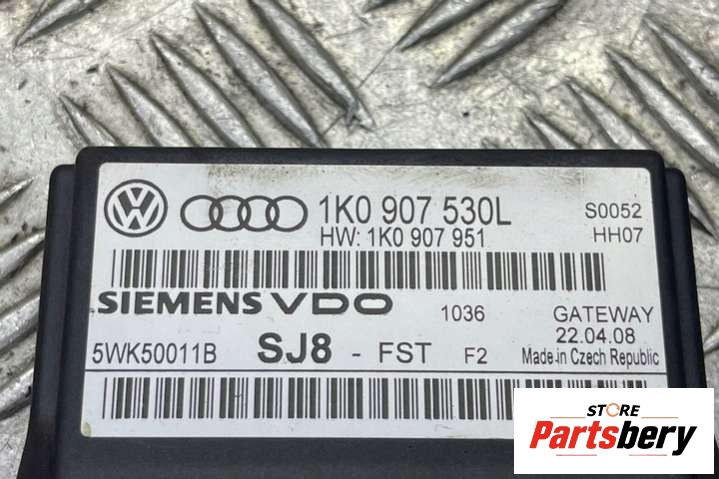 1K0 907 530L S0052
HW: 1K0 907 951 HH07
SIEMENS VDO 1036 GATEWAY
22.04.08
5WK50011B SJ8 - FST F2 Made in Czech Republic
STORE
Partsbery